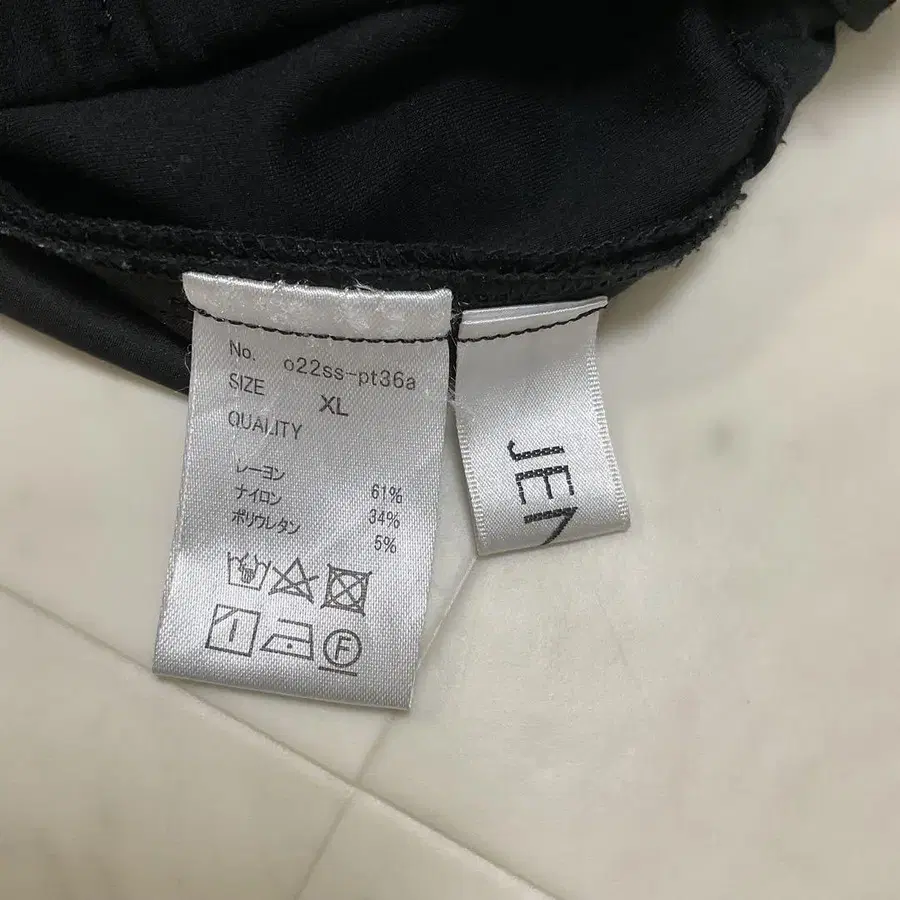 No. o22ss-pt36a
SIZE XL
QUALITY
レーヨン 61%
ナイロン 34%
ポリウレタン 5%
F
JE